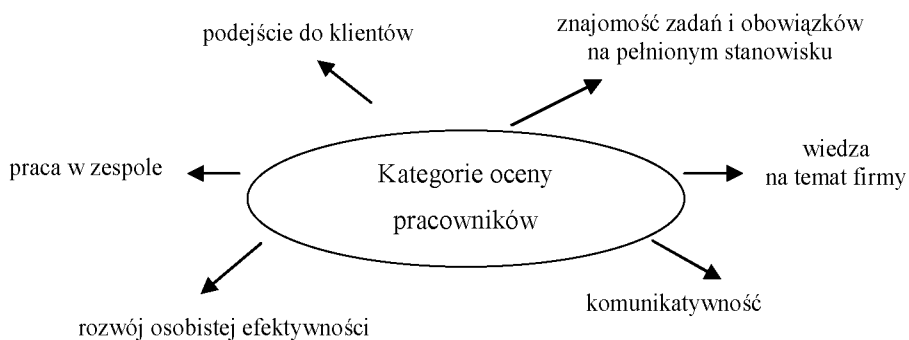 podejście do klientów
znajomość zadań i obowiązków
na pełnionym stanowisku
praca w zespole
Kategorie oceny
pracowników
wiedza
na temat firmy
rozwój osobistej efektywności
komunikatywność